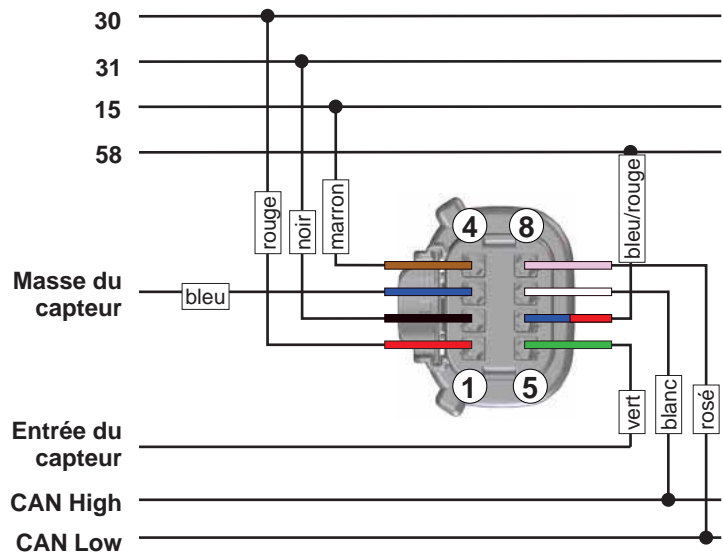 30
31
15
58
rouge
noir
marron
bleu/rouge
4
8
Masse du
capteur
bleu
1
5
vert
blanc
rosé
Entrée du
capteur
CAN High
CAN Low